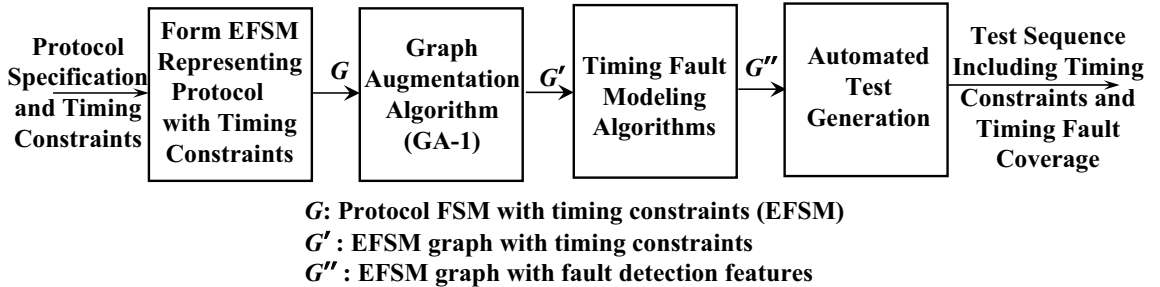 Protocol
Specification
and Timing
Constraints
Form EFSM
Representing
Protocol
with Timing
Constraints
G
Graph
Augmentation
Algorithm
(GA-1)
G′
Timing Fault
Modeling
Algorithms
G″
Automated
Test
Generation
Test Sequence
Including Timing
Constraints and
Timing Fault
Coverage
G: Protocol FSM with timing constraints (EFSM)
G′ : EFSM graph with timing constraints
G″ : EFSM graph with fault detection features